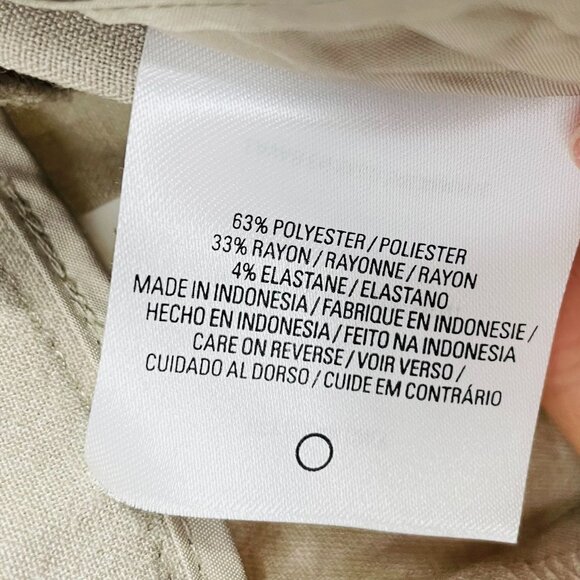 63% POLYESTER / POLIESTER
33% RAYON / RAYONNE / RAYON
4% ELASTANE / ELASTANO
MADE IN INDONESIA / FABRIQUE EN INDONESIE /
HECHO EN INDONESIA / FEITO NA INDONESIA
CARE ON REVERSE / VOIR VERSO /
CUIDADO AL DORSO / CUIDE EM CONTRÁRIO